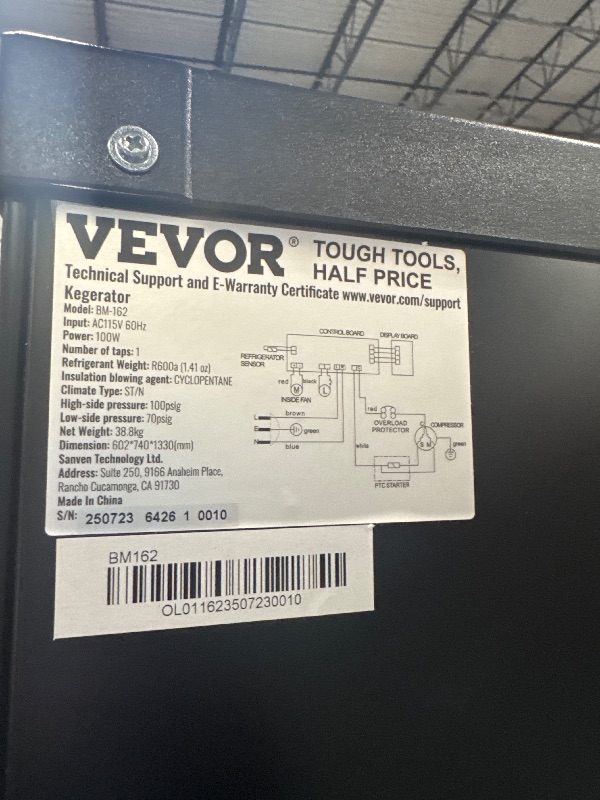 VEVOR® TOUGH TOOLS,
HALF PRICE
Technical Support and E-Warranty Certificate www.vevor.com/support
Kegerator
Model: BM-162
Input: AC115V 60Hz
Power: 100W
Number of taps: 1
Refrigerant Weight: R600a (1.41 oz)
Insulation blowing agent: CYCLOPENTANE
Climate Type: ST/N
High-side pressure: 100psig
Low-side pressure: 70psig
Net Weight: 38.8kg
Dimension: 602*740*1330(mm)
Sanven Technology Ltd.
Address: Suite 250, 9166 Anaheim Place,
Rancho Cucamonga, CA 91730
Made In China
S/N: 250723 6426 1 0010
CONTROL BOARD
DISPLAY BOARD
REFRIGERATOR
SENSOR
red
black
M
L
INSIDE FAN
L
brown
E
green
N
blue
white
red
OVERLOAD
PROTECTOR
COMPRESSOR
S M
green
PTC STARTER
BM162
OL011623507230010